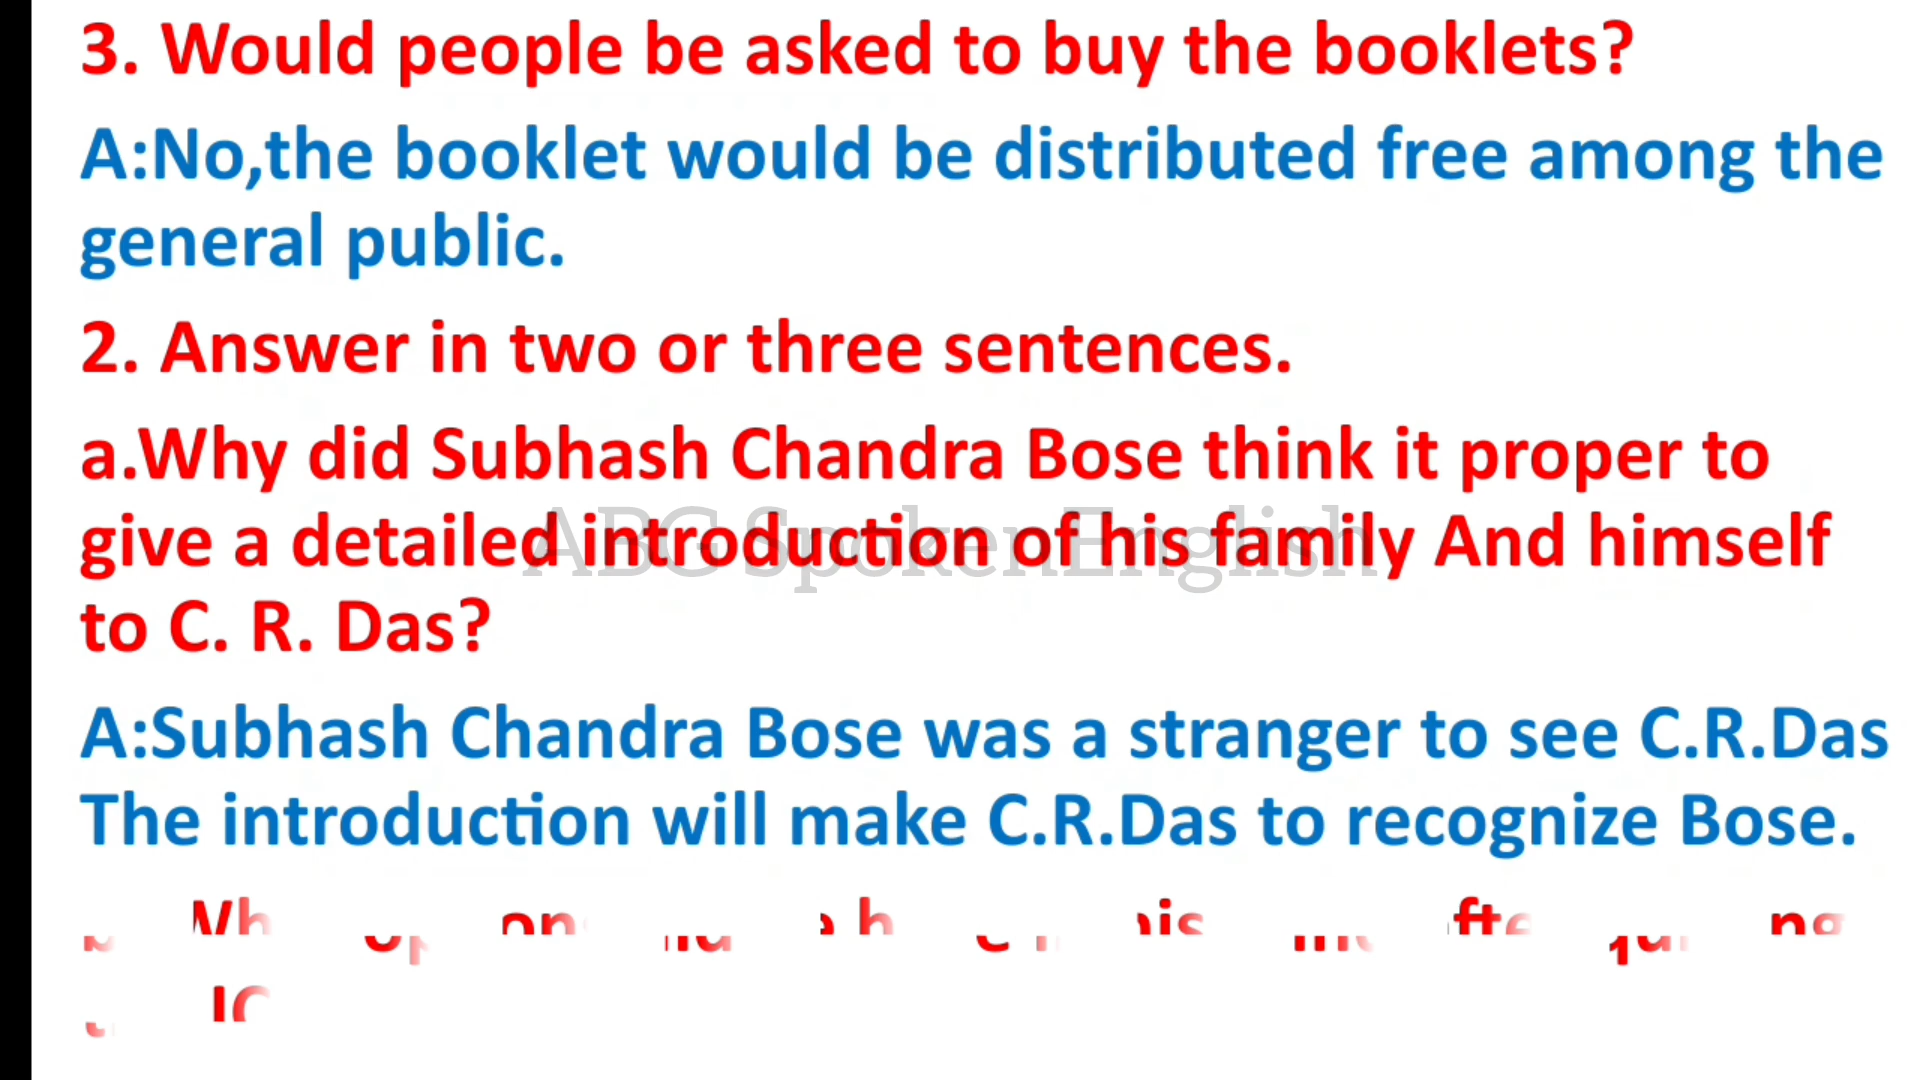 3. Would people be asked to buy the booklets?
A:No,the booklet would be distributed free among the
general public.
2. Answer in two or three sentences.
a.Why did Subhash Chandra Bose think it proper to
give a detailed introduction of his family And himself
to C. R. Das?
ABG Spoken English
A:Subhash Chandra Bose was a stranger to see C.R.Das
The introduction will make C.R.Das to recognize Bose.